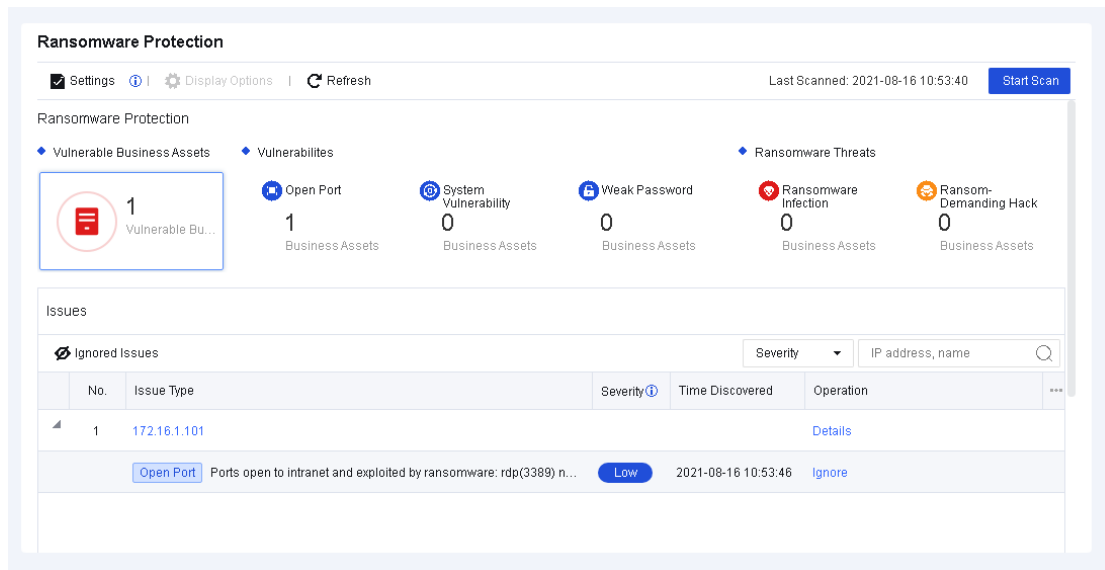 Ransomware Protection
Settings Display Options Refresh Last Scanned: 2021-08-16 10:53:40 Start Scan
Ransomware Protection
Vulnerable Business Assets Vulnerabilites Ransomware Threats
1
Vulnerable Bu...
Open Port
1
Business Assets
System
Vulnerability
0
Business Assets
Weak Password
0
Business Assets
Ransomware
Infection
0
Business Assets
Ransom-
Demanding Hack
0
Business Assets
Issues
Ignored Issues Severity IP address, name
No. Issue Type Severity Time Discovered Operation
1 172.16.1.101 Details
Open Port Ports open to intranet and exploited by ransomware: rdp(3389) n... Low 2021-08-16 10:53:46 Ignore